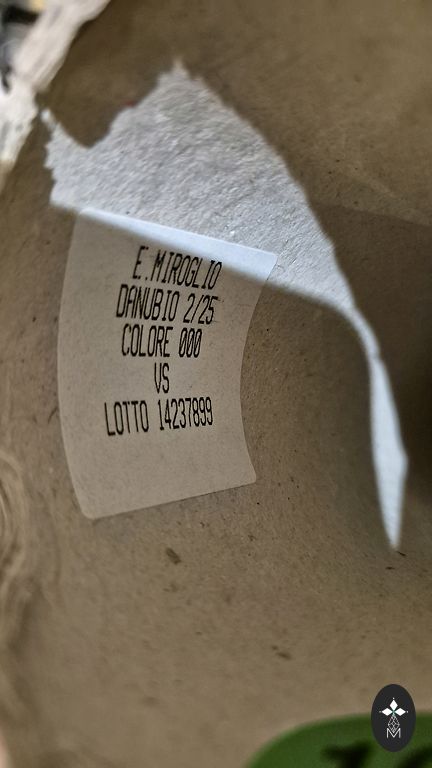 E.MIROGLIO
DANUBIO 2/25
COLORE 000
VS
LOTTO 14237899